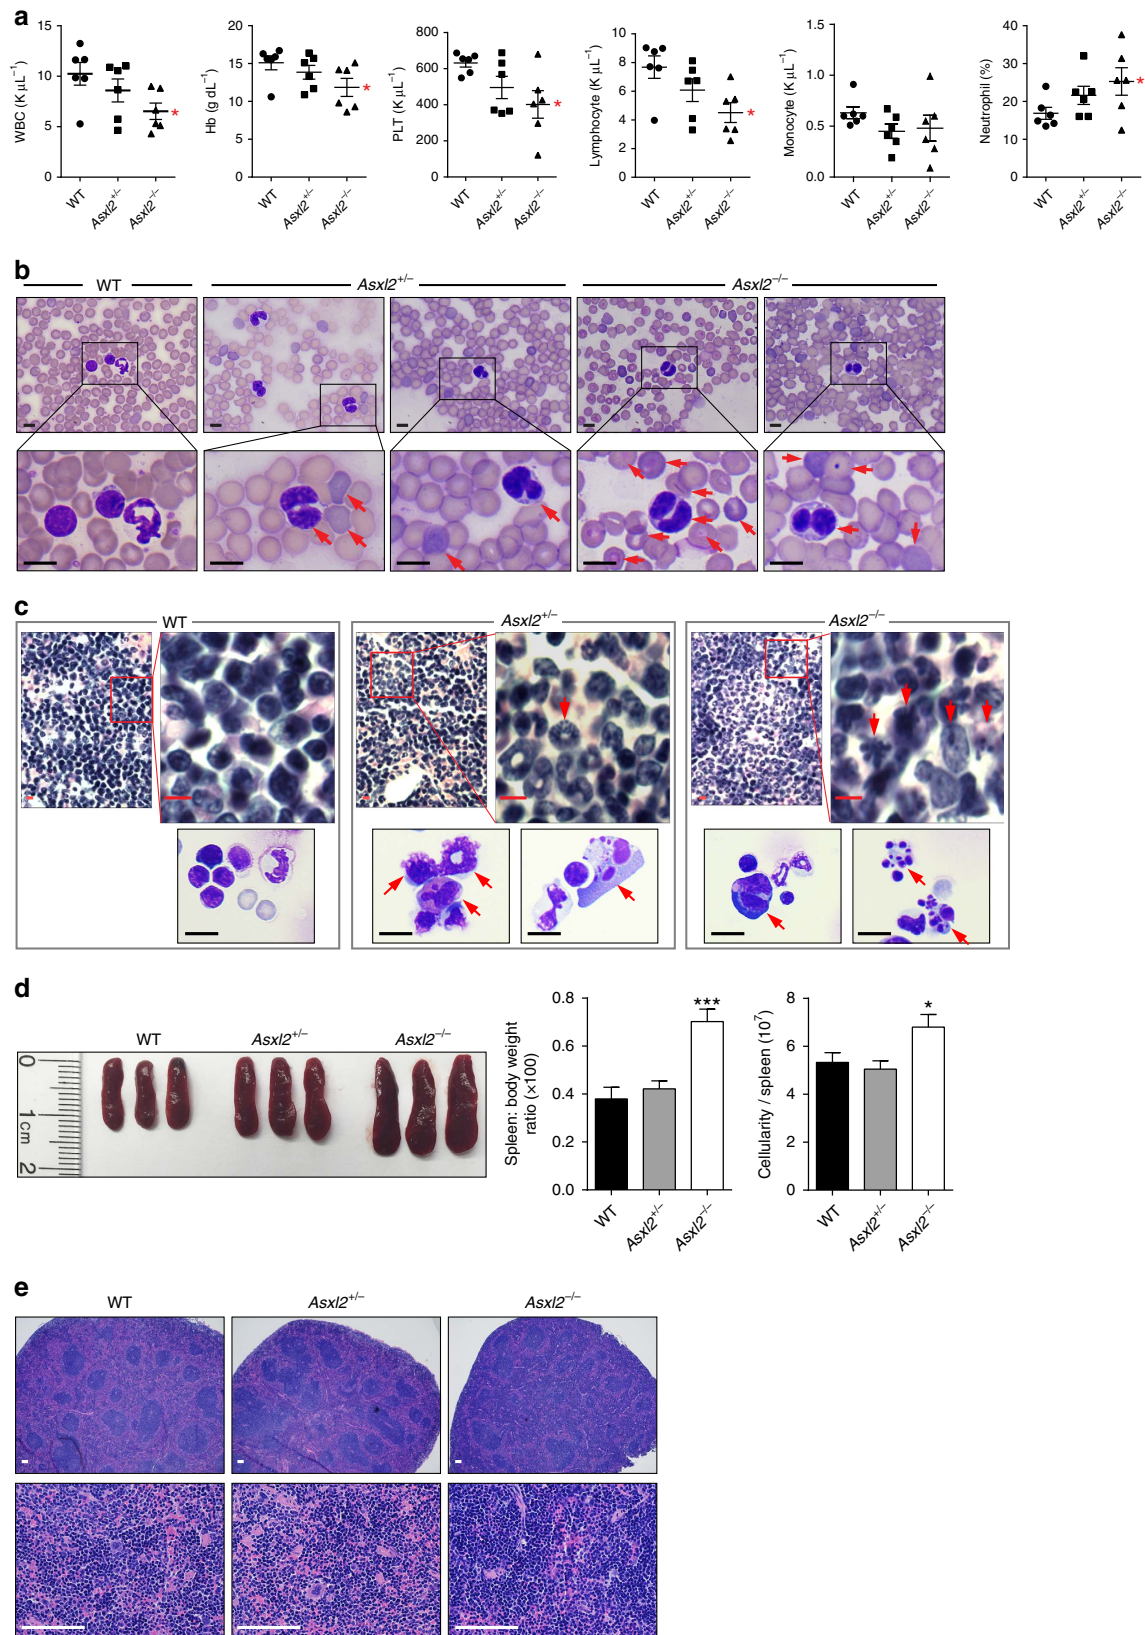 a
WBC (K μL⁻¹)
15
10
5
0
WT
Asxl2⁺/⁻
Asxl2⁻/⁻
*
Hb (g dL⁻¹)
20
15
10
5
0
WT
Asxl2⁺/⁻
Asxl2⁻/⁻
*
PLT (K μL⁻¹)
800
600
400
200
0
WT
Asxl2⁺/⁻
Asxl2⁻/⁻
*
Lymphocyte (K μL⁻¹)
10
8
6
4
2
0
WT
Asxl2⁺/⁻
Asxl2⁻/⁻
*
Monocyte (K μL⁻¹)
1.5
1.0
0.5
0.0
WT
Asxl2⁺/⁻
Asxl2⁻/⁻
Neutrophil (%)
40
30
20
10
0
WT
Asxl2⁺/⁻
Asxl2⁻/⁻
*
b
WT
Asxl2⁺/⁻
Asxl2⁻/⁻
c
WT
Asxl2⁺/⁻
Asxl2⁻/⁻
d
WT
Asxl2⁺/⁻
Asxl2⁻/⁻
0
1
cm
2
Spleen: body weight
ratio (×100)
0.8
0.6
0.4
0.2
0.0
***
WT
Asxl2⁺/⁻
Asxl2⁻/⁻
Cellularity / spleen (10⁷)
8
6
4
2
0
*
WT
Asxl2⁺/⁻
Asxl2⁻/⁻
e
WT
Asxl2⁺/⁻
Asxl2⁻/⁻